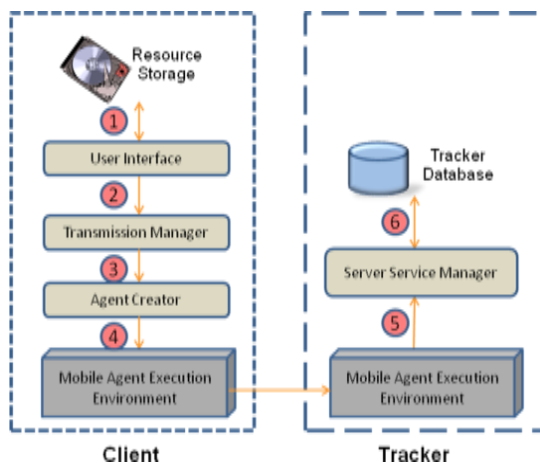 Resource
Storage
1
User Interface
2
Transmission Manager
3
Agent Creator
4
Mobile Agent Execution
Environment
Client
Tracker
Database
6
Server Service Manager
5
Mobile Agent Execution
Environment
Tracker